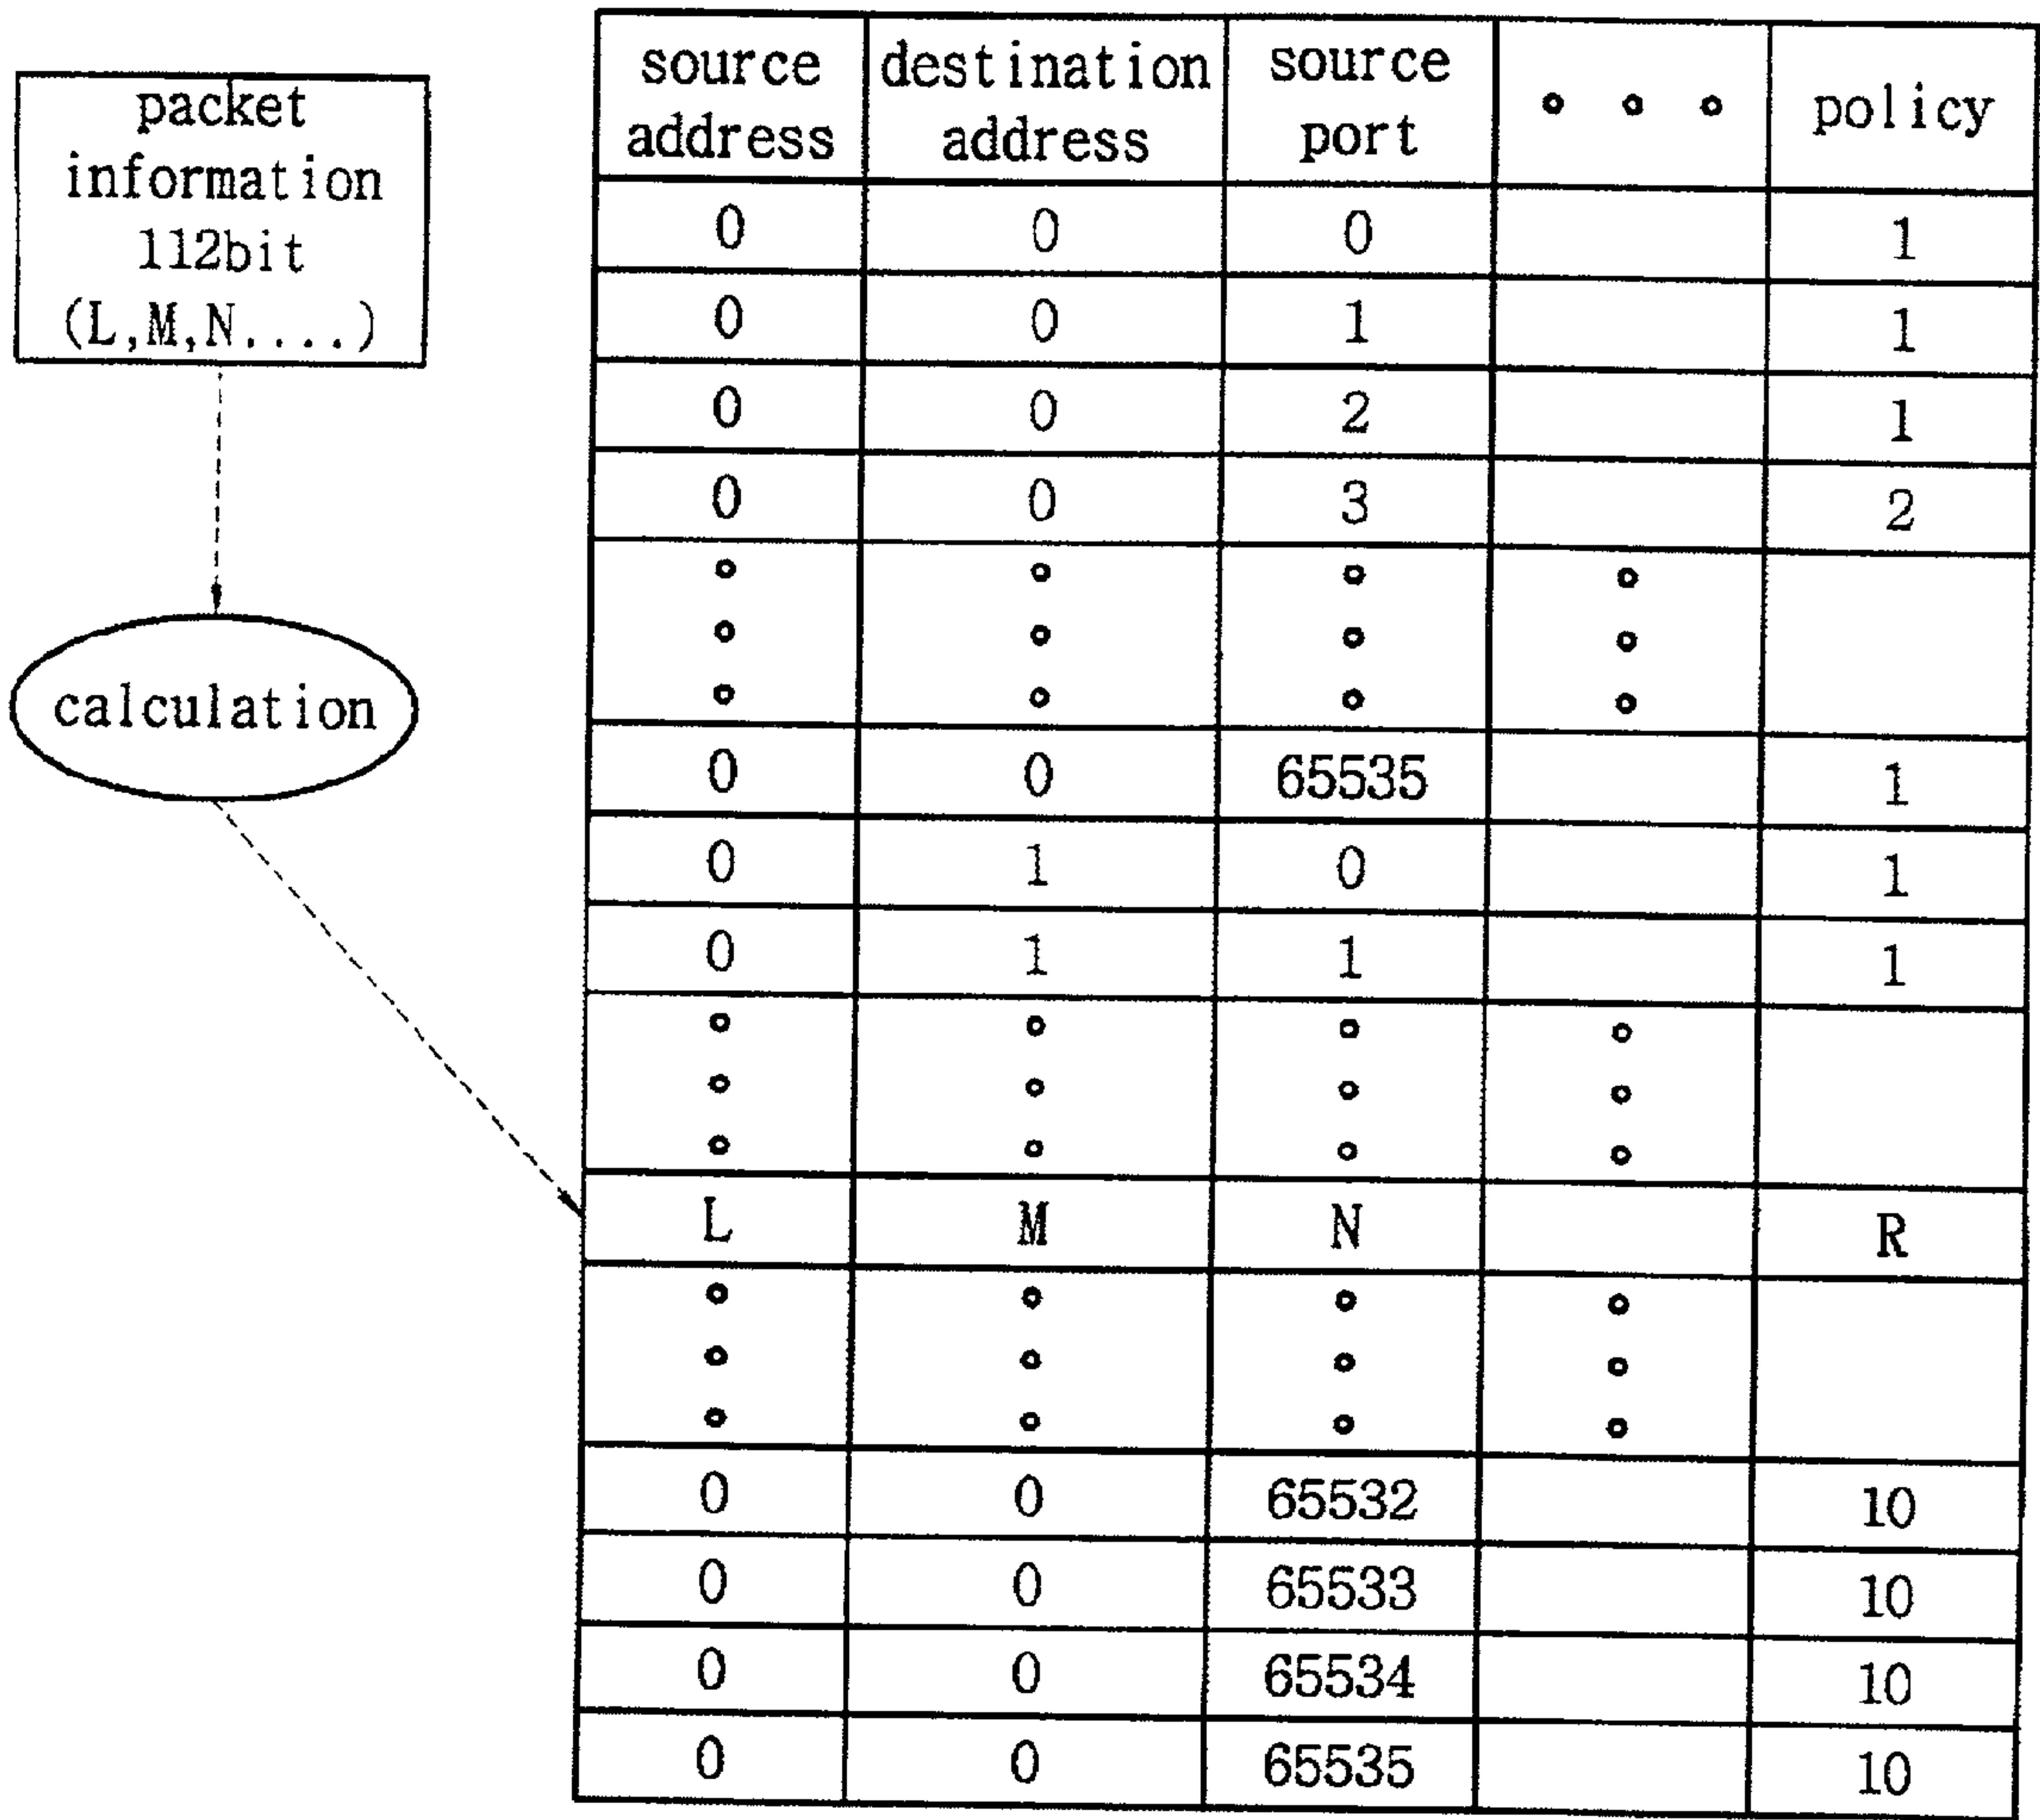 packet
information
112bit
(L,M,N....)
calculation
source address destination address source port • • • policy
0 0 0 1
0 0 1 1
0 0 2 1
0 0 3 2
0 0 65535 1
0 1 0 1
0 1 1 1
L M N R
0 0 65532 10
0 0 65533 10
0 0 65534 10
0 0 65535 10